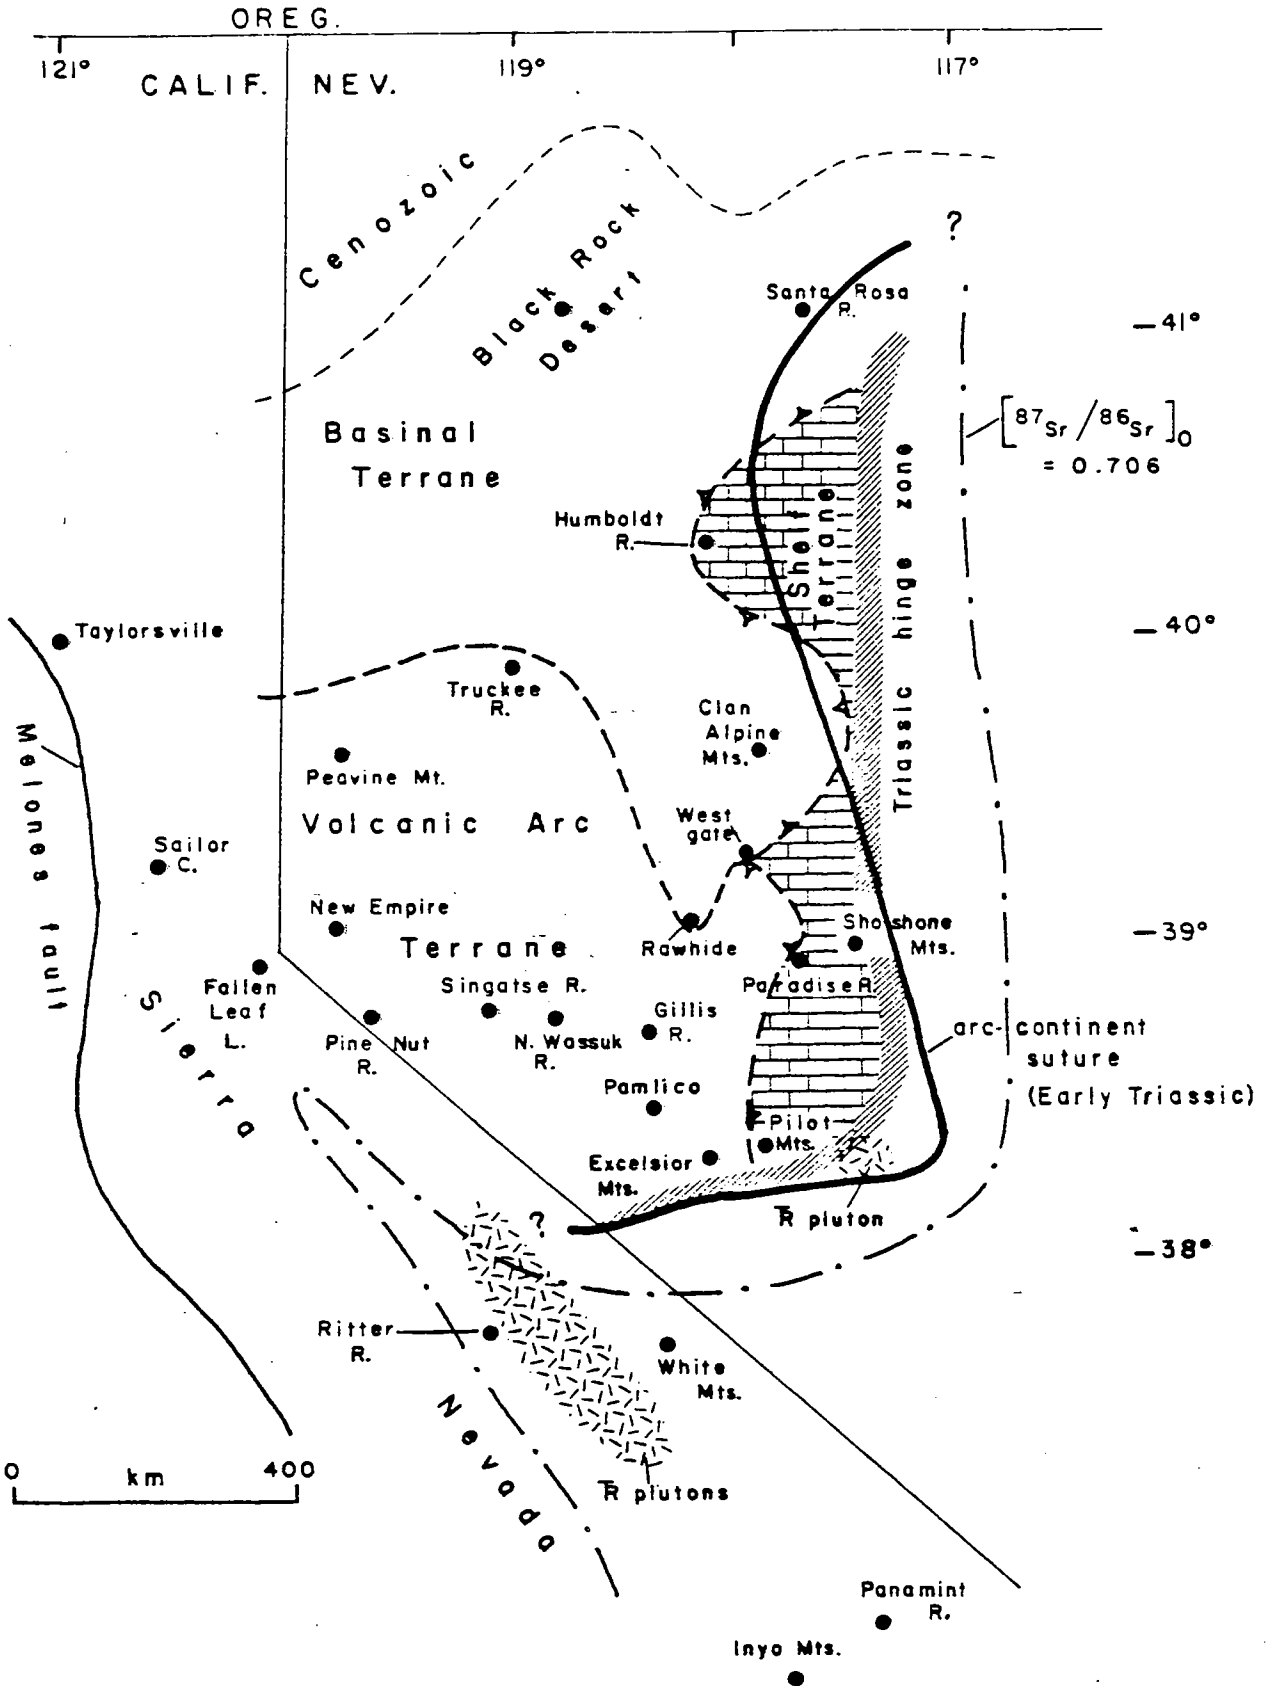 OREG.
121°
119°
117°
CALIF.
NEV.
Cenozoic
Black Rock
Desert
?
Santa Rosa
R.
41°
[87Sr/86Sr]0
= 0.706
Basinal
Terrane
Shelf
Terrane
Triassic hinge zone
Humboldt
R.
40°
Taylorsville
Truckee
R.
Clan
Alpine
Mts.
Melones fault
Peavine Mt.
Volcanic Arc
West
gate
Sailor
C.
New Empire
Terrane
Rawhide
Shoshone
Mts.
39°
Fallen
Leaf
L.
Singatse R.
Paradise R.
Sierra
Pine Nut
R.
N. Wassuk
R.
Gillis
R.
arc-continent
suture
(Early Triassic)
Pamlico
Pilot
Mts.
Excelsior
Mts.
?
TR pluton
38°
Ritter
R.
White
Mts.
Nevada
0
km
400
TR plutons
Panamint
R.
Inyo Mts.